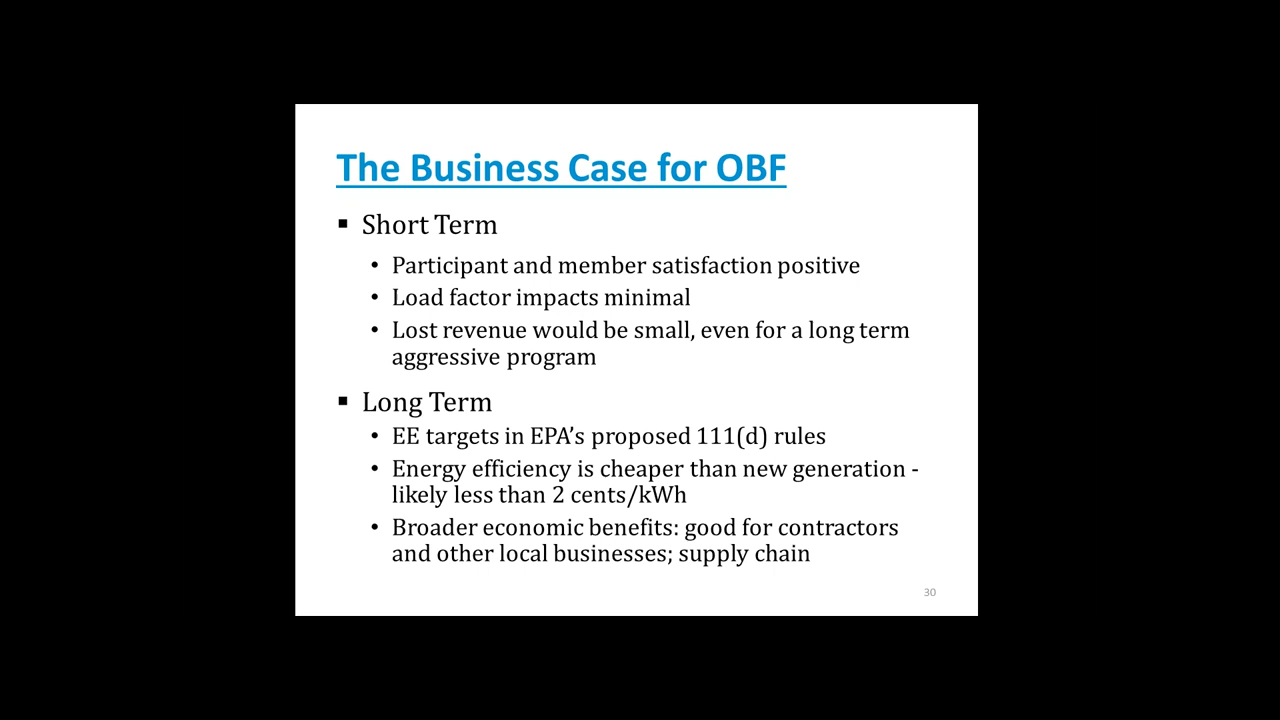 The Business Case for OBF
▪ Short Term
• Participant and member satisfaction positive
• Load factor impacts minimal
• Lost revenue would be small, even for a long term
aggressive program
▪ Long Term
• EE targets in EPA’s proposed 111(d) rules
• Energy efficiency is cheaper than new generation -
likely less than 2 cents/kWh
• Broader economic benefits: good for contractors
and other local businesses; supply chain
30